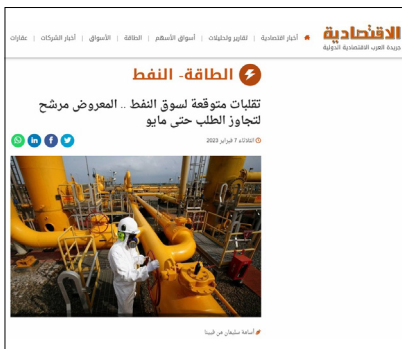 الاقتصادية
جريدة العرب الاقتصادية الدولية
أخبار اقتصادية | تقارير وتحليلات | أسواق الأسهم | الطاقة | الأسواق | أخبار الشركات | عقارات
الطاقة- النفط
تقلبات متوقعة لسوق النفط .. المعروض مرشح
لتجاوز الطلب حتى مايو
الثلاثاء 7 فبراير 2023
أسامة سليمان من فيينا